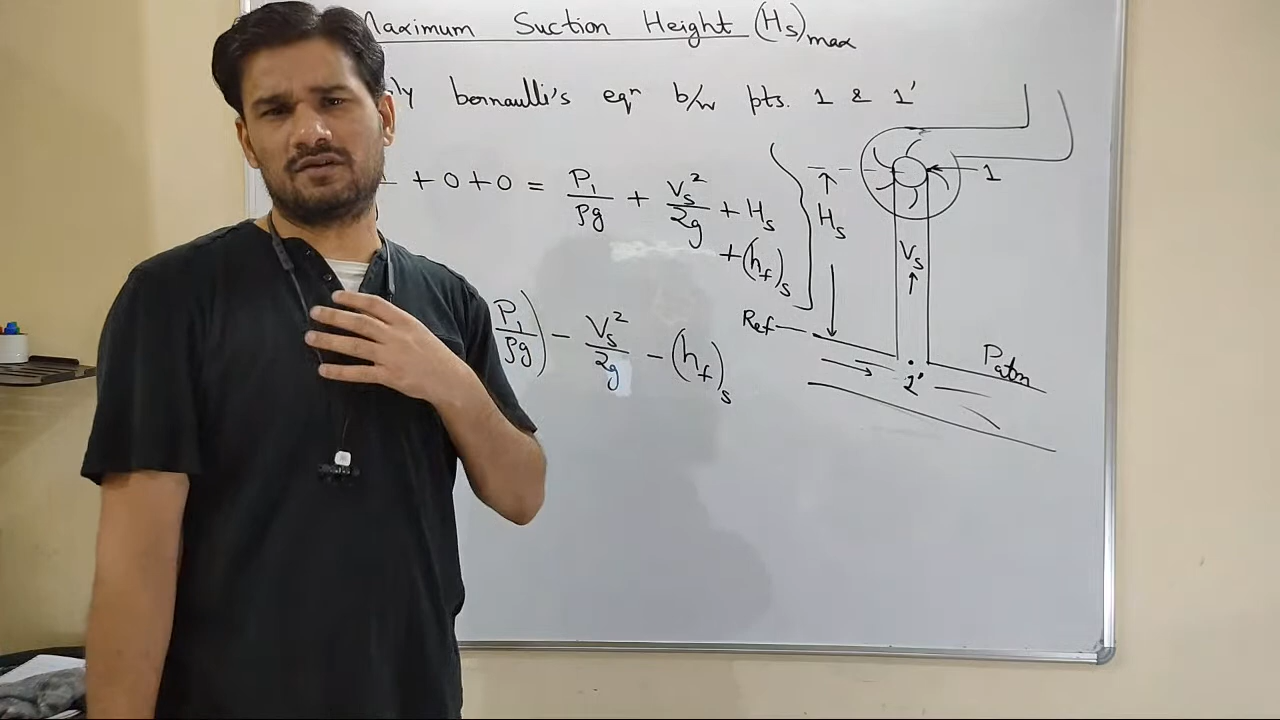 Maximum Suction Height (Hs)max
bernaulli's eqⁿ b/w pts. 1 & 1'
+ 0 + 0 = P₁/ρg + Vs²/2g + Hs
+ (hf)s
P₁/ρg) - Vs²/2g - (hf)s
1
Hs
Vs
Ref
Patm
1'